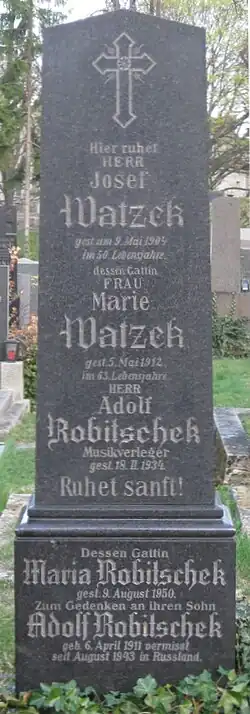 Hier ruhet
HERR
Josef
Watzek
gest. am 9. Mai 1904
im 50. Lebensjahre.
dessen Gattin
FRAU
Marie
Watzek
gest. 5. Mai 1912
im 63. Lebensjahre.
HERR
Adolf
Robitschek
Musikverleger
gest. 18. II. 1934.
Ruhet sanft!
Dessen Gattin
Maria Robitschek
gest. 9. August 1950.
Zum Gedenken an ihren Sohn
Adolf Robitschek
geb. 6. April 1911 vermisst
seit August 1943 in Russland.